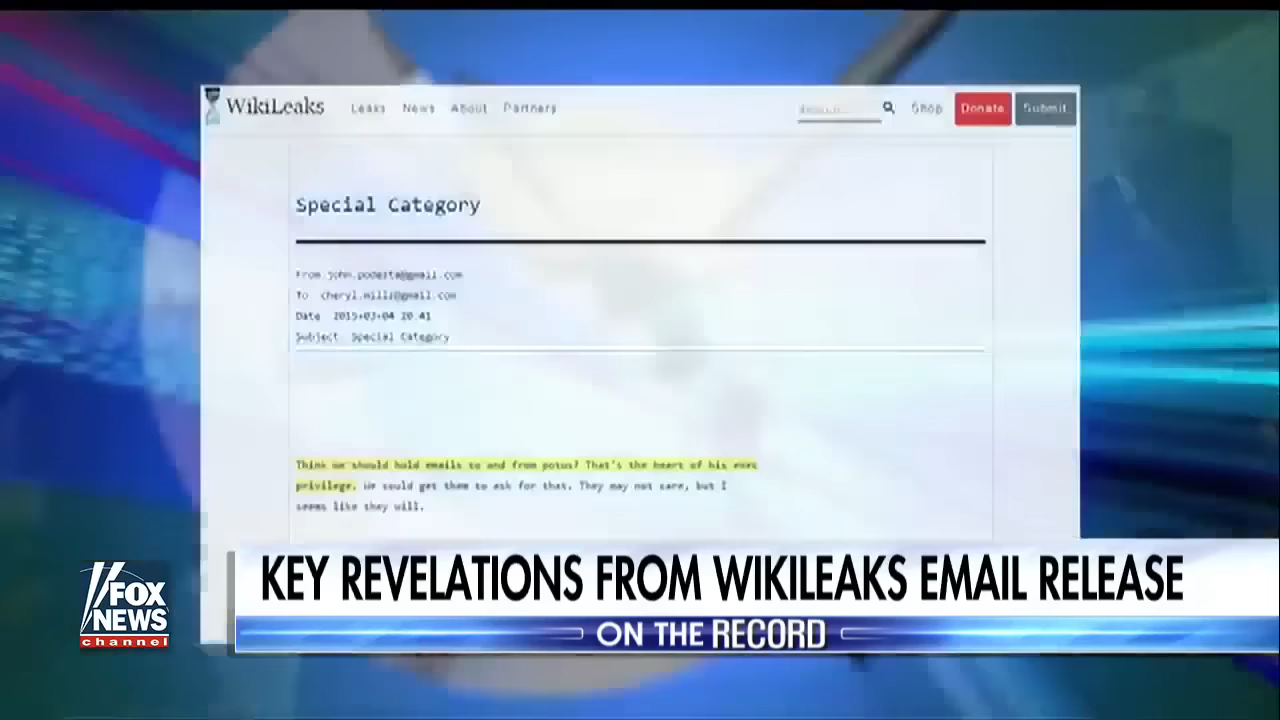 WikiLeaks Leaks News About Partners Search... Shop Donate Submit
Special Category
From john.podesta@gmail.com
To cheryl.mills@gmail.com
Date 2015-03-04 20:41
Subject Special Category
Think we should hold emails to and from potus? That's the heart of his exec
privilege. We could get them to ask for that. They may not care, but I
seems like they will.
KEY REVELATIONS FROM WIKILEAKS EMAIL RELEASE
ON THE RECORD
FOX
NEWS
channel